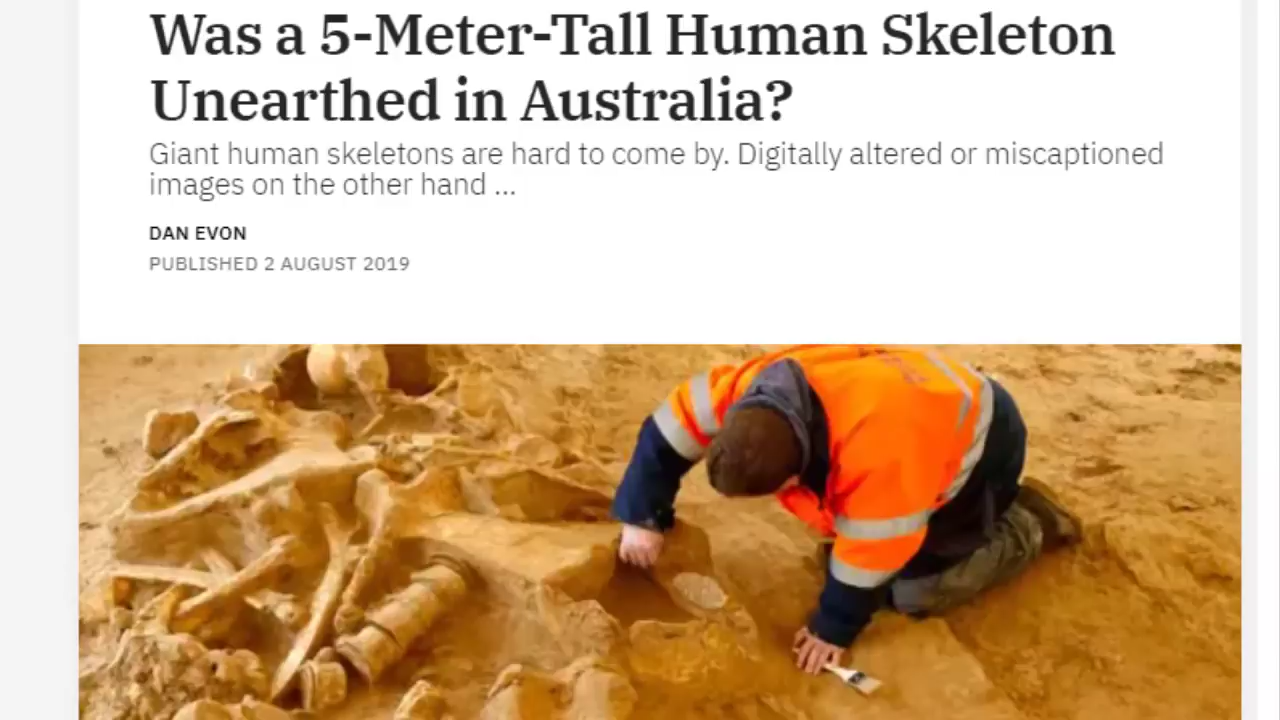 Was a 5-Meter-Tall Human Skeleton
Unearthed in Australia?
Giant human skeletons are hard to come by. Digitally altered or miscaptioned
images on the other hand ...
DAN EVON
PUBLISHED 2 AUGUST 2019